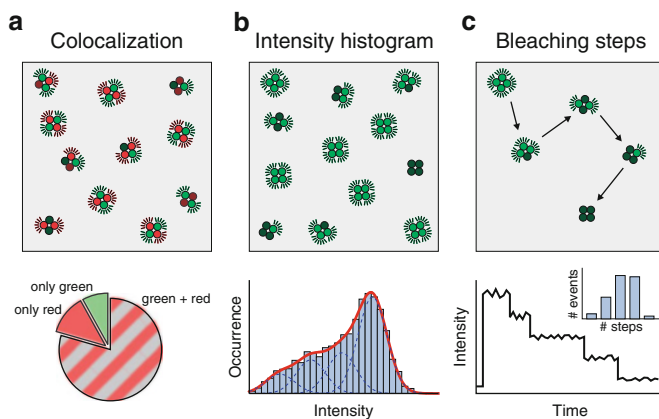 a
Colocalization
b
Intensity histogram
c
Bleaching steps
only green
only red
green + red
Occurrence
Intensity
Intensity
Time
# events
# steps